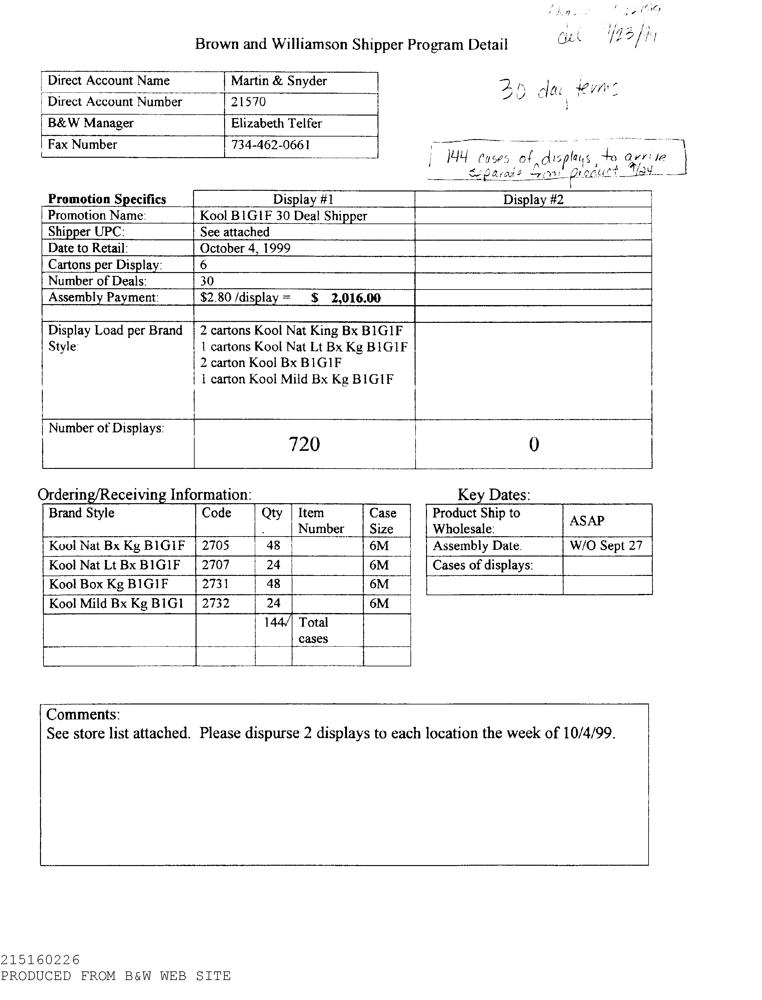 del 9/23/99
Brown and Williamson Shipper Program Detail
30 day terms
Direct Account Name Martin & Snyder
Direct Account Number 21570
B&W Manager Elizabeth Telfer
Fax Number 734-462-0661
144 cases of displays to arrive
separate from product 9/24
Promotion Specifics Display #1 Display #2
Promotion Name: Kool B1G1F 30 Deal Shipper
Shipper UPC: See attached
Date to Retail: October 4, 1999
Cartons per Display: 6
Number of Deals: 30
Assembly Payment: $2.80 /display = $ 2,016.00
Display Load per Brand 2 cartons Kool Nat King Bx B1G1F
Style: 1 cartons Kool Nat Lt Bx Kg B1G1F
2 carton Kool Bx B1G1F
1 carton Kool Mild Bx Kg B1G1F
Number of Displays: 720 0
Ordering/Receiving Information:
Brand Style Code Qty Item Case
. Number Size
Kool Nat Bx Kg B1G1F 2705 48 6M
Kool Nat Lt Bx B1G1F 2707 24 6M
Kool Box Kg B1G1F 2731 48 6M
Kool Mild Bx Kg B1G1 2732 24 6M
144 Total
cases
Key Dates:
Product Ship to ASAP
Wholesale:
Assembly Date. W/O Sept 27
Cases of displays:
Comments:
See store list attached. Please dispurse 2 displays to each location the week of 10/4/99.
215160226
PRODUCED FROM B&W WEB SITE